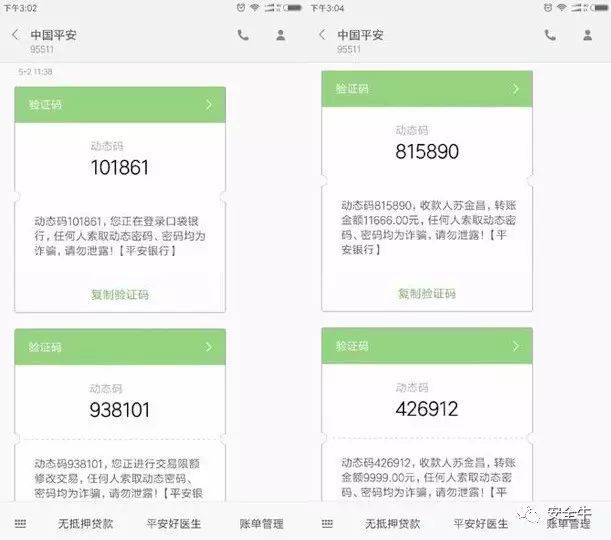 下午3:02
中国平安
95511
5-2 11:38
验证码
动态码
101861
动态码101861，您正在登录口袋银
行，任何人索取动态密码、密码均为
诈骗，请勿泄露！【平安银行】
复制验证码
验证码
动态码
938101
动态码938101，您正进行交易限额
修改交易，任何人索取动态密码、
密码均为诈骗，请勿泄露！【平安银
无抵押贷款 平安好医生 账单管理
下午3:04
中国平安
95511
验证码
动态码
815890
动态码815890，收款人苏金昌，转账
金额11666.00元，任何人索取动态密
码、密码均为诈骗，请勿泄露！【平
安银行】
复制验证码
验证码
动态码
426912
动态码426912，收款人苏金昌，转账
金额9999.00元，任何人索取动态密
码、密码均为诈骗，请勿泄露！【平
无抵押贷款 平安好医生 账单管理
安全牛